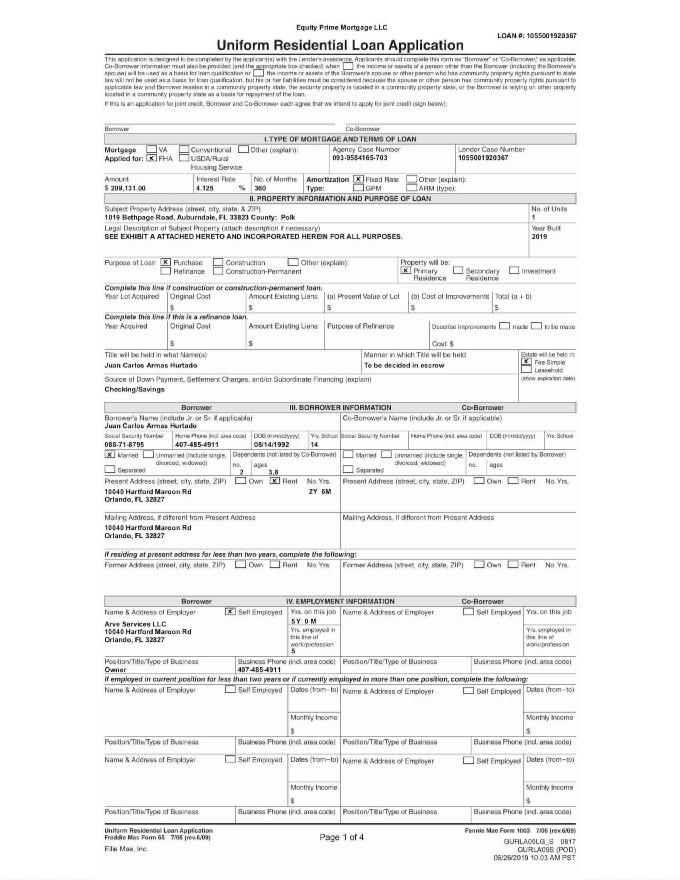 Equity Prime Mortgage LLC
LOAN #: 1055001920367
Uniform Residential Loan Application
This application is designed to be completed by the applicant(s) with the Lender's assistance. Applicants should complete this form as "Borrower" or "Co-Borrower," as applicable.
Co-Borrower information must also be provided (and the appropriate box checked) when the income or assets of a person other than the Borrower (including the Borrower's
spouse) will be used as a basis for loan qualification or the income or assets of the Borrower's spouse or other person who has community property rights pursuant to state
law will not be used as a basis for loan qualification, but his or her liabilities must be considered because the spouse or other person has community property rights pursuant to
applicable law and Borrower resides in a community property state, the security property is located in a community property state, or the Borrower is relying on other property
located in a community property state as a basis for repayment of the loan.
If this is an application for joint credit, Borrower and Co-Borrower each agree that we intend to apply for joint credit (sign below):
Borrower Co-Borrower
I. TYPE OF MORTGAGE AND TERMS OF LOAN
Mortgage VA Conventional Other (explain): Agency Case Number Lender Case Number
Applied for: X FHA USDA/Rural 093-9584165-703 1055001920367
Housing Service
Amount Interest Rate No. of Months Amortization X Fixed Rate Other (explain):
$ 209,131.00 4.125 % 360 Type: GPM ARM (type):
II. PROPERTY INFORMATION AND PURPOSE OF LOAN
Subject Property Address (street, city, state, & ZIP) No. of Units
1019 Bethpage Road, Auburndale, FL 33823 County: Polk 1
Legal Description of Subject Property (attach description if necessary) Year Built
SEE EXHIBIT A ATTACHED HERETO AND INCORPORATED HEREIN FOR ALL PURPOSES. 2019
Purpose of Loan X Purchase Construction Other (explain): Property will be:
Refinance Construction-Permanent X Primary Residence Secondary Residence Investment
Complete this line if construction or construction-permanent loan.
Year Lot Acquired Original Cost Amount Existing Liens (a) Present Value of Lot (b) Cost of Improvements Total (a + b)
$ $ $ $ $
Complete this line if this is a refinance loan.
Year Acquired Original Cost Amount Existing Liens Purpose of Refinance Describe Improvements made to be made
$ $ Cost: $
Title will be held in what Name(s) Manner in which Title will be held Estate will be held in:
Juan Carlos Armas Hurtado To be decided in escrow X Fee Simple
Leasehold
Source of Down Payment, Settlement Charges, and/or Subordinate Financing (explain) (show expiration date)
Checking/Savings
Borrower III. BORROWER INFORMATION Co-Borrower
Borrower's Name (include Jr. or Sr. if applicable) Co-Borrower's Name (include Jr. or Sr. if applicable)
Juan Carlos Armas Hurtado
Social Security Number Home Phone (incl. area code) DOB (mm/dd/yyyy) Yrs. School Social Security Number Home Phone (incl. area code) DOB (mm/dd/yyyy) Yrs. School
088-71-8795 407-485-4911 08/14/1992 14
X Married Unmarried (include single, divorced, widowed) Dependents (not listed by Co-Borrower) Married Unmarried (include single, divorced, widowed) Dependents (not listed by Borrower)
Separated no. 2 ages 3,8 Separated no. ages
Present Address (street, city, state, ZIP) Own X Rent No. Yrs. Present Address (street, city, state, ZIP) Own Rent No. Yrs.
10040 Hartford Maroon Rd 2Y 6M
Orlando, FL 32827
Mailing Address, if different from Present Address Mailing Address, if different from Present Address
10040 Hartford Maroon Rd
Orlando, FL 32827
If residing at present address for less than two years, complete the following:
Former Address (street, city, state, ZIP) Own Rent No. Yrs. Former Address (street, city, state, ZIP) Own Rent No. Yrs.
Borrower IV. EMPLOYMENT INFORMATION Co-Borrower
Name & Address of Employer X Self Employed Yrs. on this job Name & Address of Employer Self Employed Yrs. on this job
Arve Services LLC 5Y 0M
10040 Hartford Maroon Rd Yrs. employed in this line of work/profession Yrs. employed in this line of work/profession
Orlando, FL 32827 5
Position/Title/Type of Business Business Phone (incl. area code) Position/Title/Type of Business Business Phone (incl. area code)
Owner 407-485-4911
If employed in current position for less than two years or if currently employed in more than one position, complete the following:
Name & Address of Employer Self Employed Dates (from–to) Name & Address of Employer Self Employed Dates (from–to)
Monthly Income Monthly Income
$ $
Position/Title/Type of Business Business Phone (incl. area code) Position/Title/Type of Business Business Phone (incl. area code)
Name & Address of Employer Self Employed Dates (from–to) Name & Address of Employer Self Employed Dates (from–to)
Monthly Income Monthly Income
$ $
Position/Title/Type of Business Business Phone (incl. area code) Position/Title/Type of Business Business Phone (incl. area code)
Uniform Residential Loan Application Fannie Mae Form 1003 7/05 (rev.6/09)
Freddie Mac Form 65 7/05 (rev.6/09) Page 1 of 4
GURLA09LG_S 0817
Ellie Mae, Inc. GURLA09S (POD)
06/26/2019 10:03 AM PST